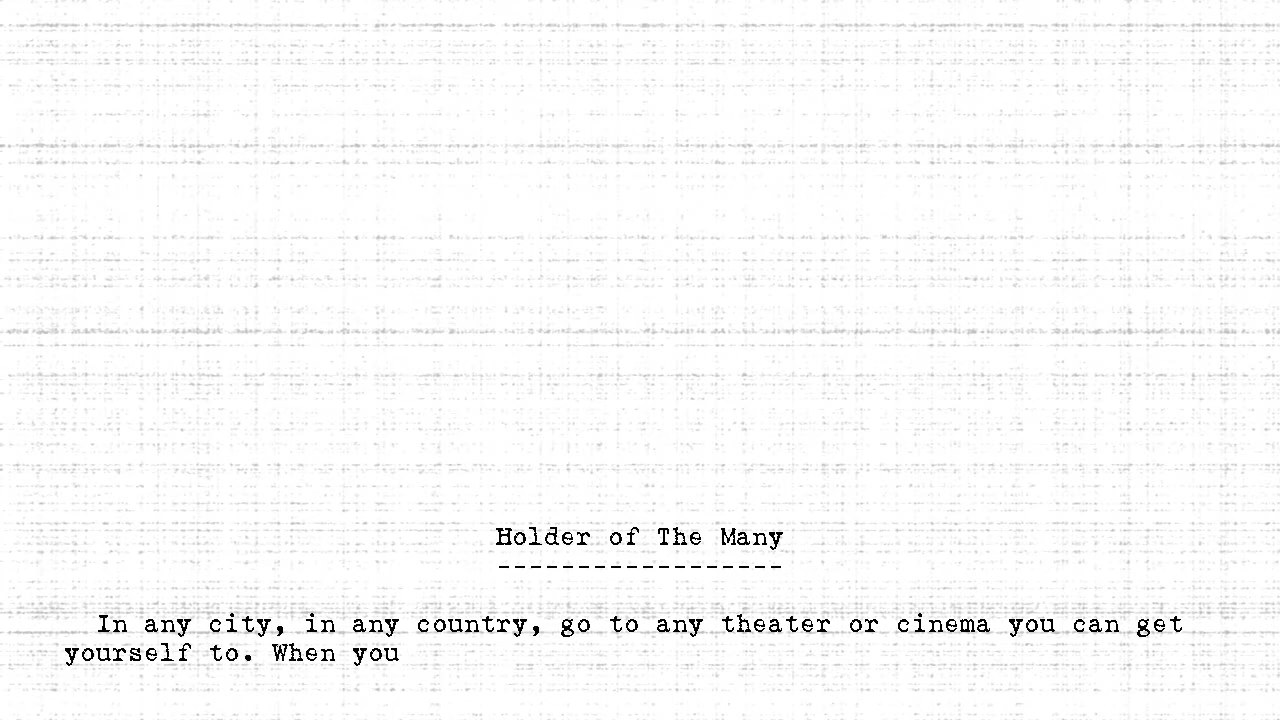 Holder of The Many
------------------
In any city, in any country, go to any theater or cinema you can get
yourself to. When you